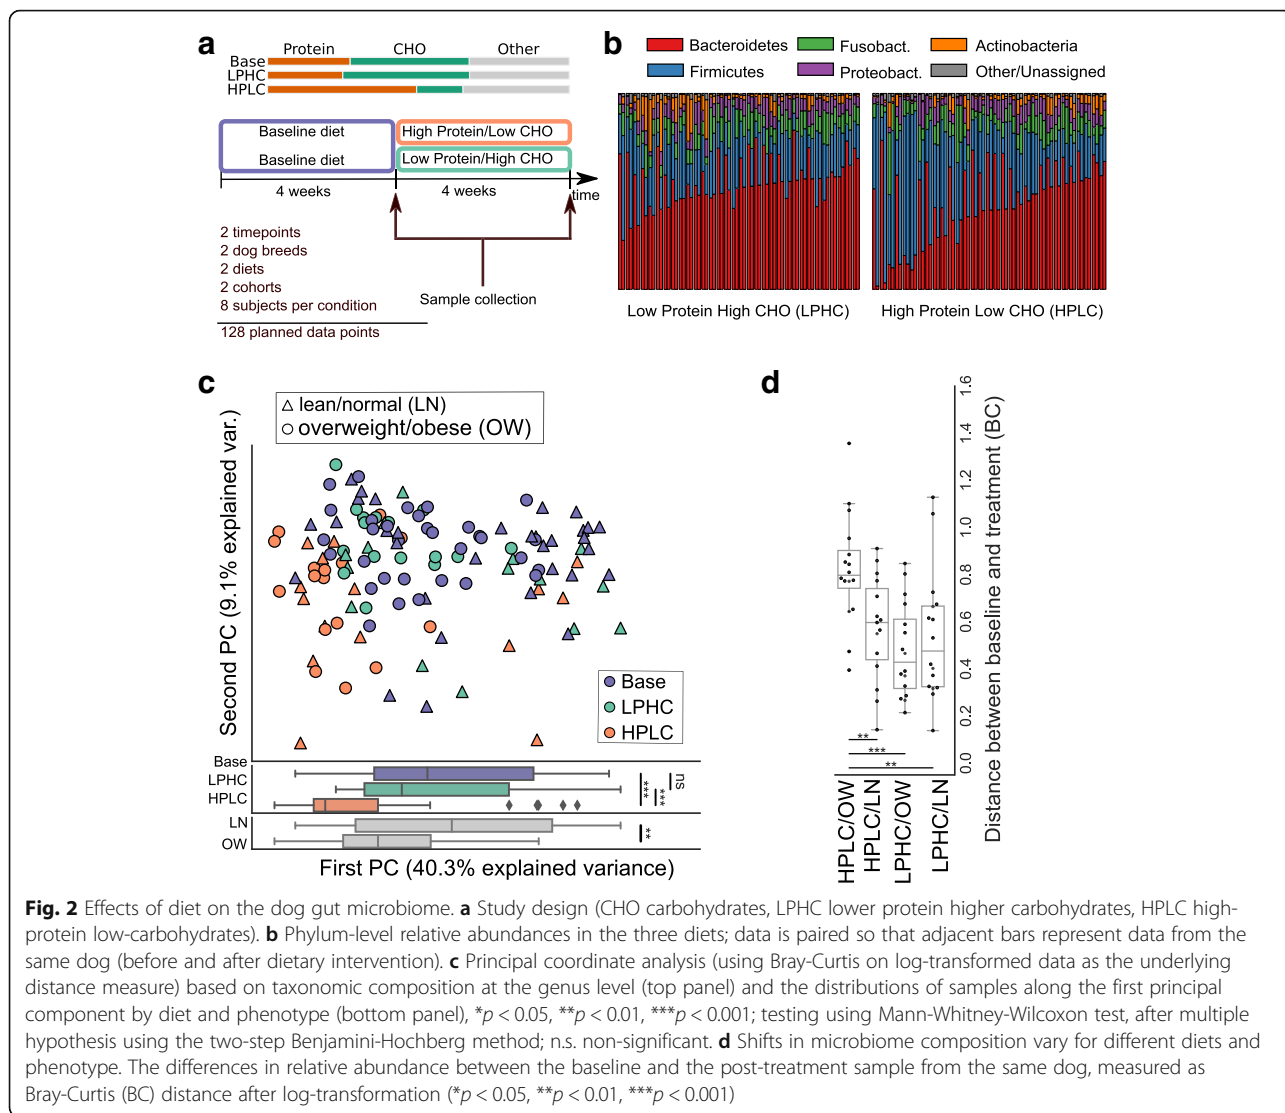 a
Protein CHO Other
Base
LPHC
HPLC
Baseline diet High Protein/Low CHO
Baseline diet Low Protein/High CHO
4 weeks 4 weeks time
2 timepoints
2 dog breeds
2 diets
2 cohorts
8 subjects per condition
128 planned data points
Sample collection
b
Bacteroidetes Fusobact. Actinobacteria
Firmicutes Proteobact. Other/Unassigned
Low Protein High CHO (LPHC) High Protein Low CHO (HPLC)
c
lean/normal (LN)
overweight/obese (OW)
Second PC (9.1% explained var.)
Base
LPHC
HPLC
Base
LPHC
HPLC
ns
***
***
LN
OW
**
First PC (40.3% explained variance)
d
1.6
1.4
1.2
1.0
0.8
0.6
0.4
0.2
0.0
Distance between baseline and treatment (BC)
**
***
**
HPLC/OW
HPLC/LN
LPHC/OW
LPHC/LN
Fig. 2 Effects of diet on the dog gut microbiome. a Study design (CHO carbohydrates, LPHC lower protein higher carbohydrates, HPLC high-
protein low-carbohydrates). b Phylum-level relative abundances in the three diets; data is paired so that adjacent bars represent data from the
same dog (before and after dietary intervention). c Principal coordinate analysis (using Bray-Curtis on log-transformed data as the underlying
distance measure) based on taxonomic composition at the genus level (top panel) and the distributions of samples along the first principal
component by diet and phenotype (bottom panel), *p < 0.05, **p < 0.01, ***p < 0.001; testing using Mann-Whitney-Wilcoxon test, after multiple
hypothesis using the two-step Benjamini-Hochberg method; n.s. non-significant. d Shifts in microbiome composition vary for different diets and
phenotype. The differences in relative abundance between the baseline and the post-treatment sample from the same dog, measured as
Bray-Curtis (BC) distance after log-transformation (*p < 0.05, **p < 0.01, ***p < 0.001)